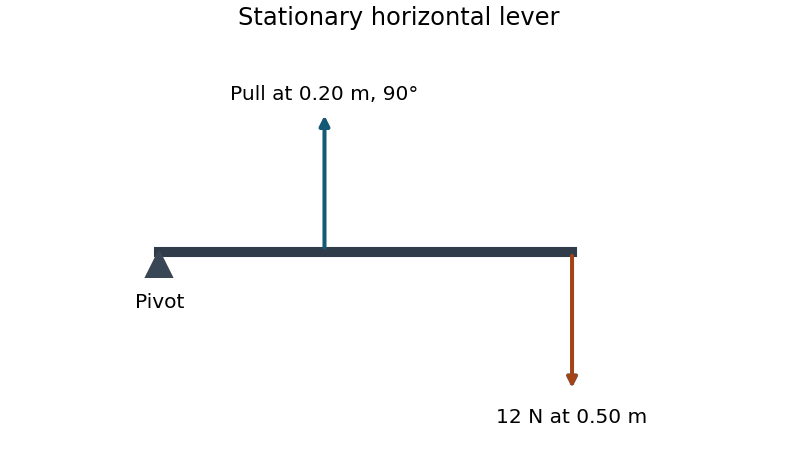 Stationary horizontal lever
Pull at 0.20 m, 90°
Pivot
12 N at 0.50 m